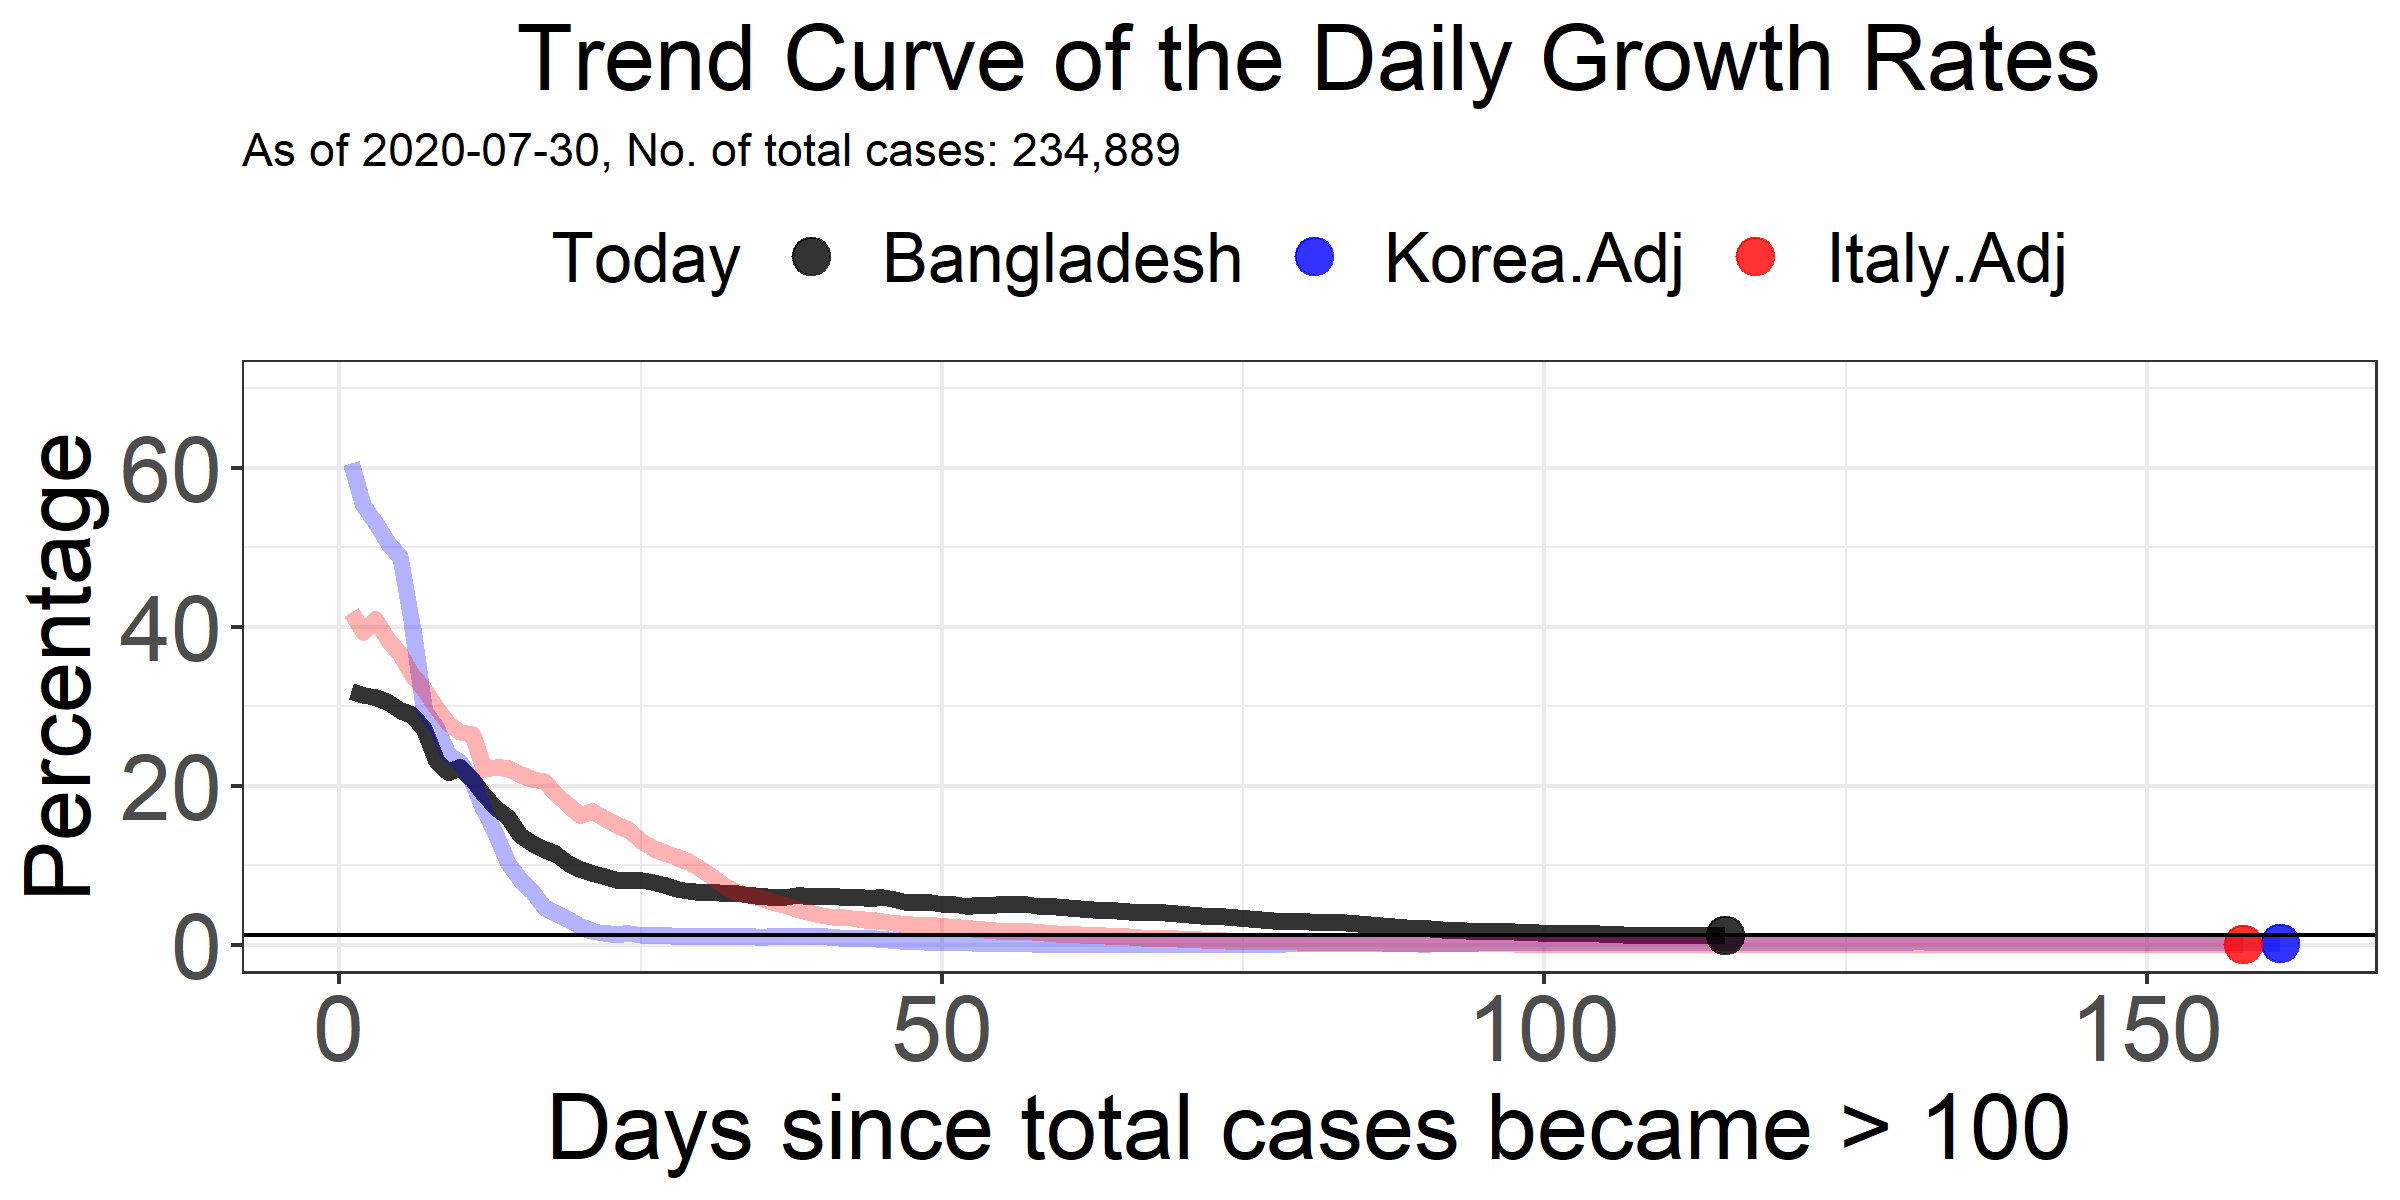 Trend Curve of the Daily Growth Rates
As of 2020-07-30, No. of total cases: 234,889
Today Bangladesh Korea.Adj Italy.Adj
Percentage
60
40
20
0
0 50 100 150
Days since total cases became > 100